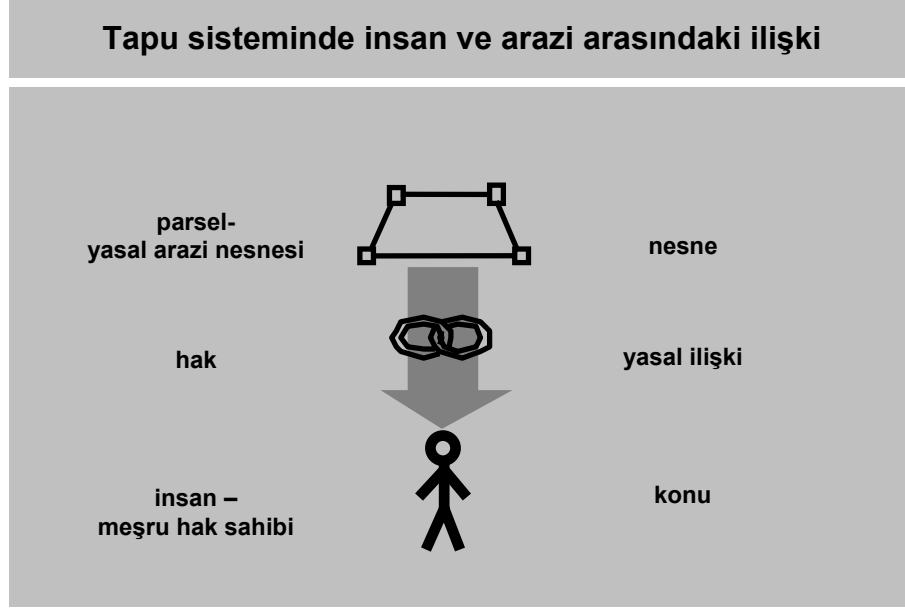 Tapu sisteminde insan ve arazi arasındaki ilişki
parsel-
yasal arazi nesnesi
nesne
hak
yasal ilişki
insan –
meşru hak sahibi
konu